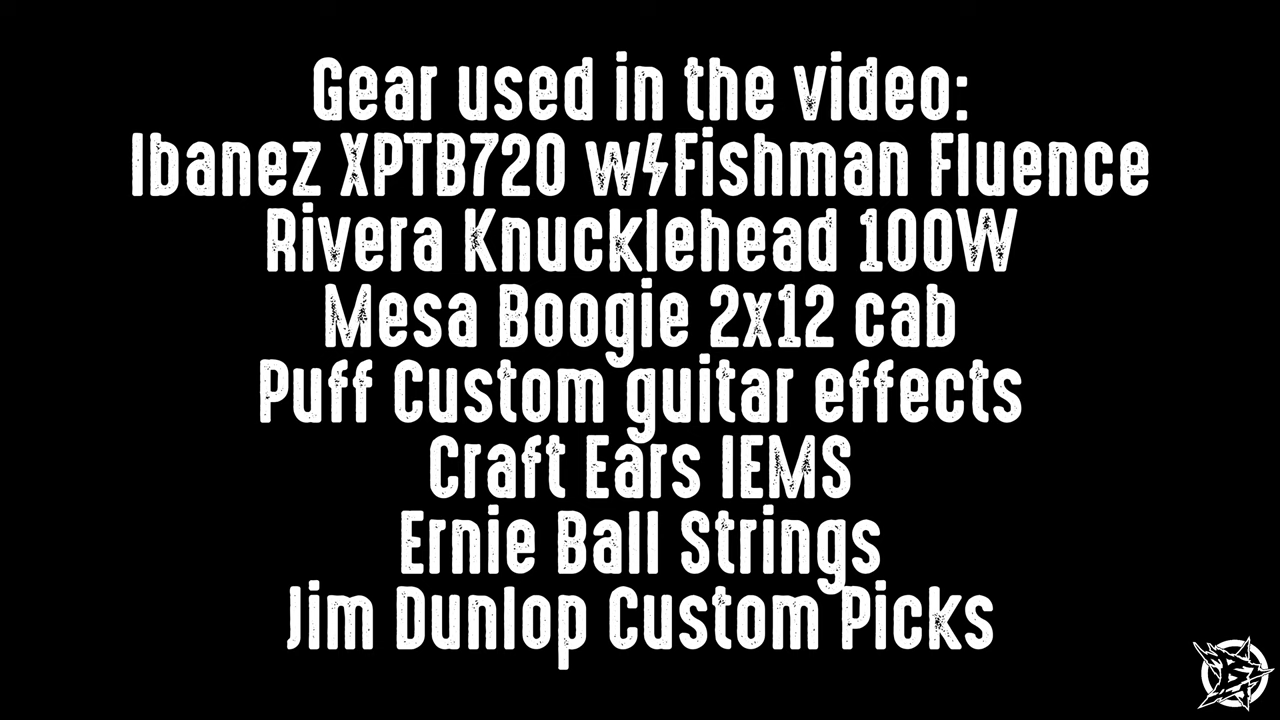 Gear used in the video:
Ibanez XPTB720 w⚡Fishman Fluence
Rivera Knucklehead 100W
Mesa Boogie 2x12 cab
Puff Custom guitar effects
Craft Ears IEMS
Ernie Ball Strings
Jim Dunlop Custom Picks